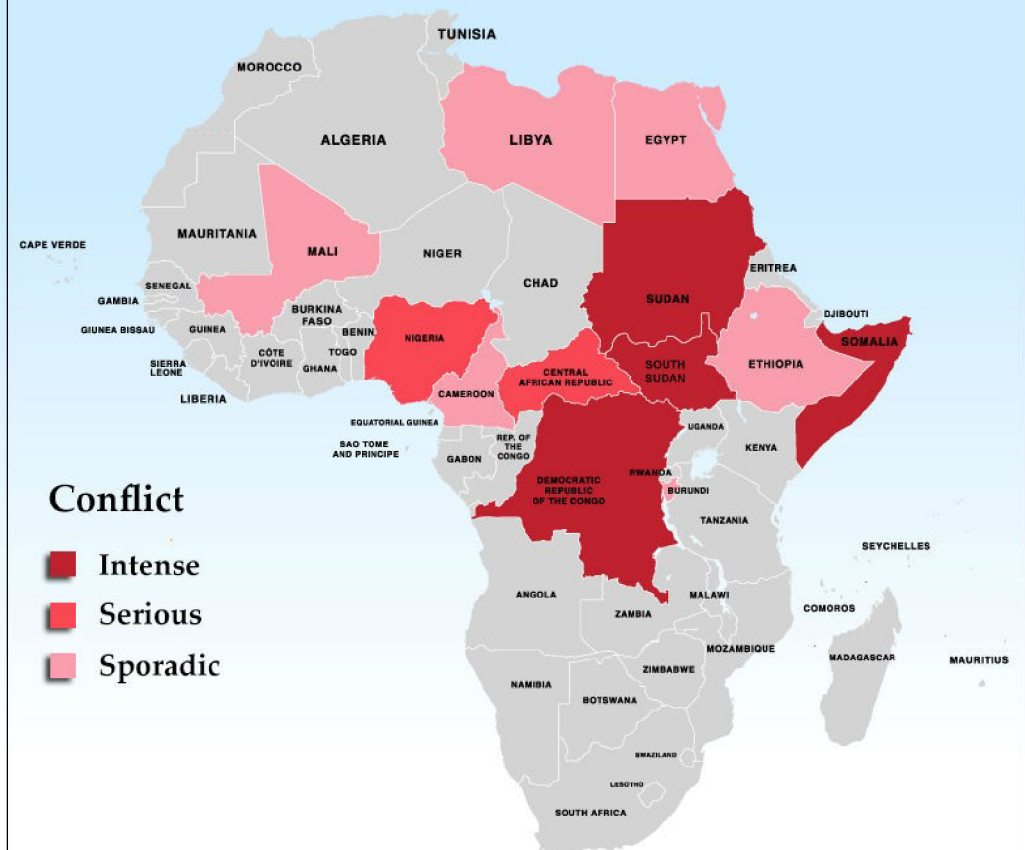 TUNISIA
MOROCCO
ALGERIA
LIBYA
EGYPT
MAURITANIA
MALI
NIGER
CHAD
SUDAN
ERITREA
CAPE VERDE
SENEGAL
GAMBIA
GIUNEA BISSAU
GUINEA
SIERRA
LEONE
LIBERIA
CÔTE
D'IVOIRE
BURKINA
FASO
GHANA
TOGO
BENIN
NIGERIA
CAMEROON
CENTRAL
AFRICAN REPUBLIC
SOUTH
SUDAN
ETHIOPIA
DJIBOUTI
SOMALIA
EQUATORIAL GUINEA
SAO TOME
AND PRINCIPE
GABON
REP. OF
THE
CONGO
DEMOCRATIC
REPUBLIC
OF THE CONGO
UGANDA
KENYA
RWANDA
BURUNDI
TANZANIA
SEYCHELLES
COMOROS
ANGOLA
ZAMBIA
MALAWI
MOZAMBIQUE
MADAGASCAR
MAURITIUS
NAMIBIA
BOTSWANA
ZIMBABWE
SWAZILAND
LESOTHO
SOUTH AFRICA
Conflict
Intense
Serious
Sporadic